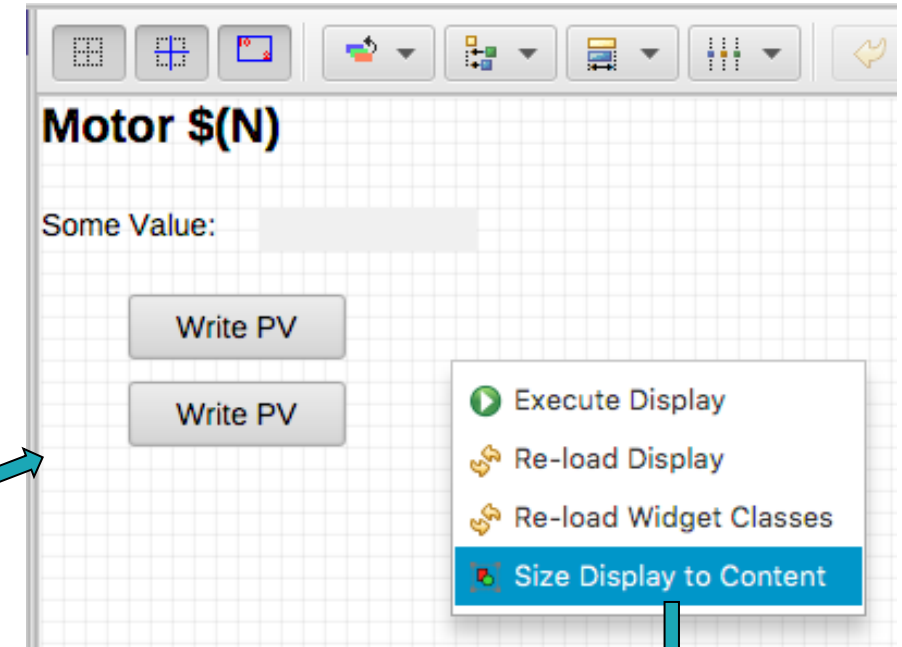 Motor $(N)
Some Value:
Write PV
Write PV
Execute Display
Re-load Display
Re-load Widget Classes
Size Display to Content